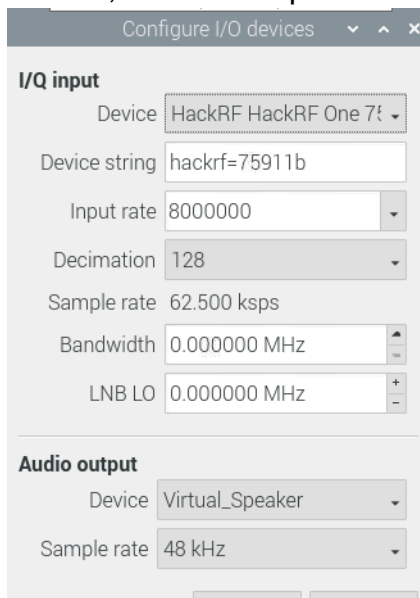 Configure I/O devices
I/Q input
Device HackRF HackRF One 75
Device string hackrf=75911b
Input rate 8000000
Decimation 128
Sample rate 62.500 ksps
Bandwidth 0.000000 MHz
LNB LO 0.000000 MHz
Audio output
Device Virtual_Speaker
Sample rate 48 kHz